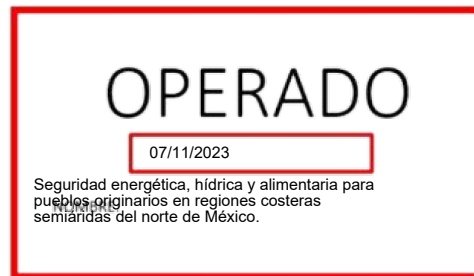 OPERADO
07/11/2023
Seguridad energética, hídrica y alimentaria para
pueblos originarios en regiones costeras
NOMBRE
semiáridas del norte de México.